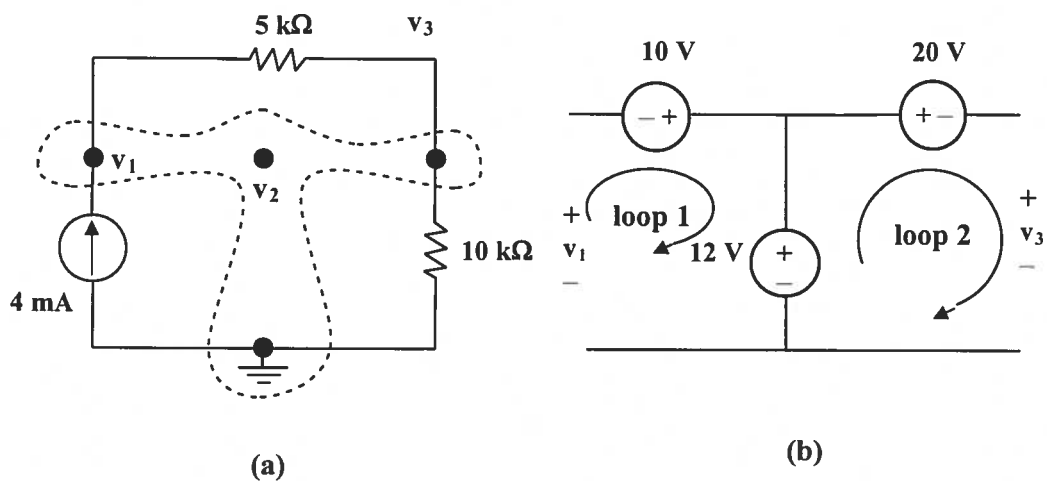 5 kΩ
v3
v1
v2
4 mA
10 kΩ
(a)
10 V
20 V
− +
+ −
+
v1
−
loop 1
12 V
+
−
loop 2
+
v3
−
(b)